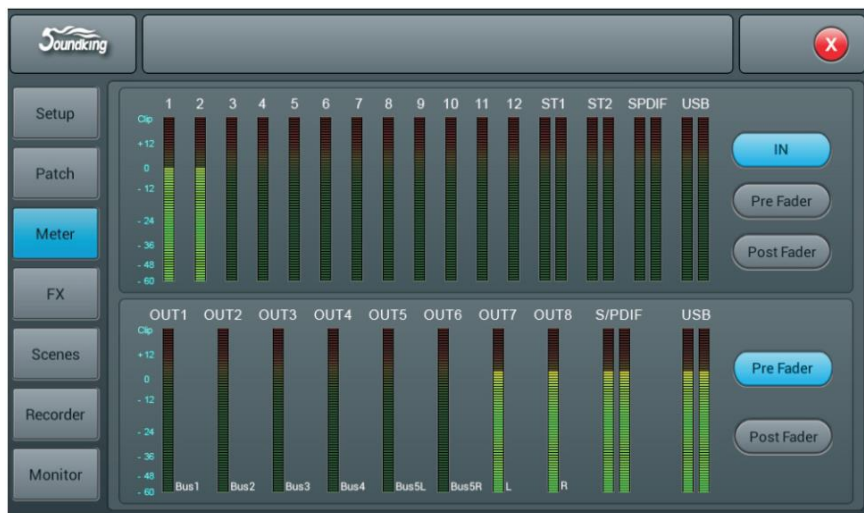 Soundking
X
Setup
Patch
Meter
FX
Scenes
Recorder
Monitor
1 2 3 4 5 6 7 8 9 10 11 12 ST1 ST2 SPDIF USB
Clip
+12
0
-12
-24
-36
-48
-60
IN
Pre Fader
Post Fader
OUT1 OUT2 OUT3 OUT4 OUT5 OUT6 OUT7 OUT8 S/PDIF USB
Clip
+12
0
-12
-24
-36
-48
-60
Bus1 Bus2 Bus3 Bus4 Bus5L Bus5R L R
Pre Fader
Post Fader